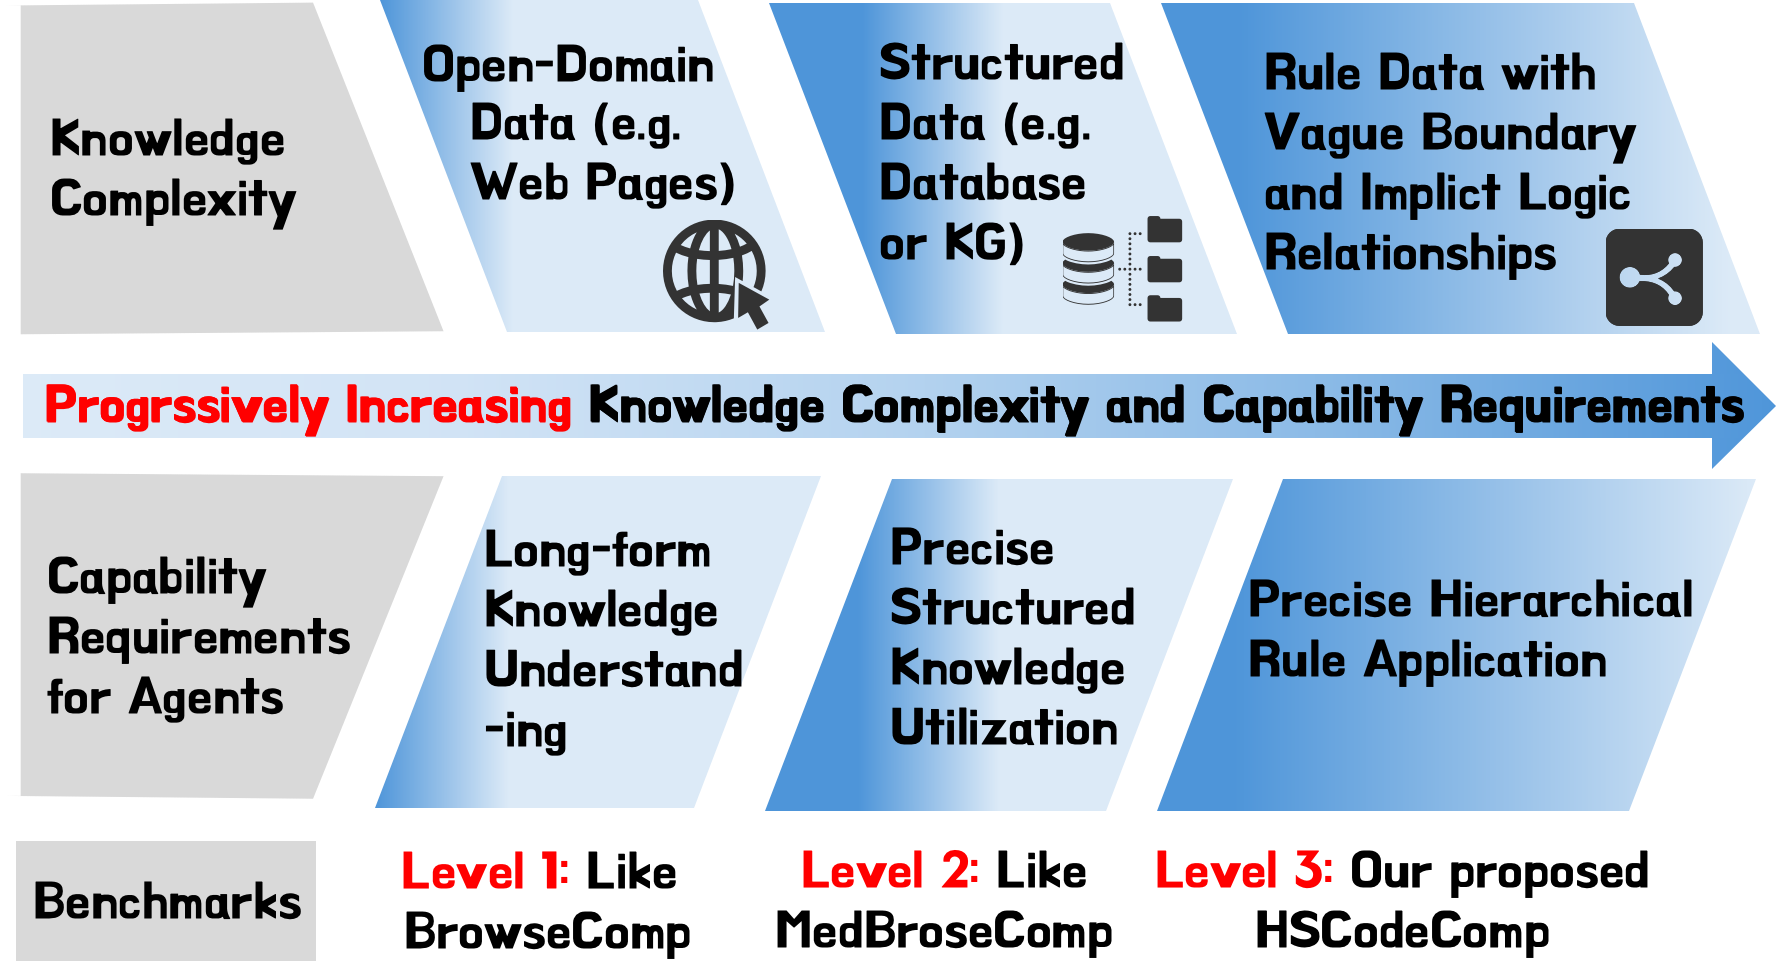 Knowledge
Complexity
Open-Domain
Data (e.g.
Web Pages)
Structured
Data (e.g.
Database
or KG)
Rule Data with
Vague Boundary
and Implict Logic
Relationships
Progrssively Increasing Knowledge Complexity and Capability Requirements
Capability
Requirements
for Agents
Long-form
Knowledge
Understand
-ing
Precise
Structured
Knowledge
Utilization
Precise Hierarchical
Rule Application
Benchmarks
Level 1: Like
BrowseComp
Level 2: Like
MedBroseComp
Level 3: Our proposed
HSCodeComp